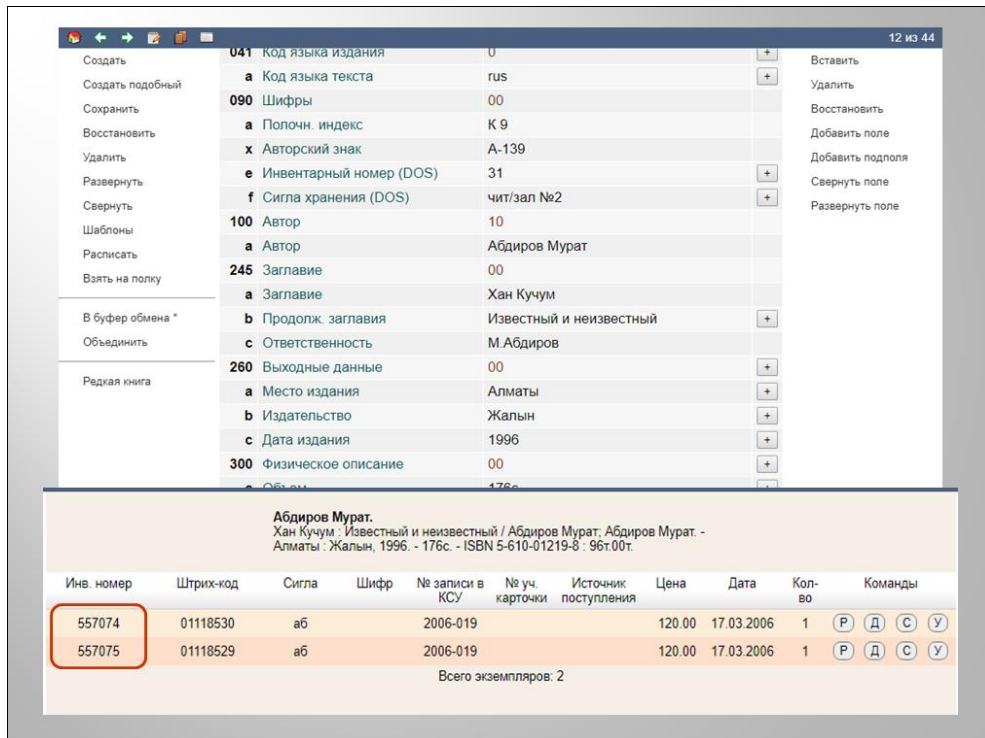 12 из 44
Создать
Создать подобный
Сохранить
Восстановить
Удалить
Развернуть
Свернуть
Шаблоны
Расписать
Взять на полку
В буфер обмена *
Объединить
Редкая книга
041 Код языка издания 0 +
a Код языка текста rus +
090 Шифры 00
a Полочн. индекс К 9
x Авторский знак А-139
e Инвентарный номер (DOS) 31 +
f Сигла хранения (DOS) чит/зал №2 +
100 Автор 10
a Автор Абдиров Мурат
245 Заглавие 00
a Заглавие Хан Кучум
b Продолж. заглавия Известный и неизвестный +
c Ответственность М.Абдиров
260 Выходные данные 00 +
a Место издания Алматы +
b Издательство Жалын +
c Дата издания 1996 +
300 Физическое описание 00 +
a Объем 176с +
Вставить
Удалить
Восстановить
Добавить поле
Добавить подполя
Свернуть поле
Развернуть поле
Абдиров Мурат.
Хан Кучум : Известный и неизвестный / Абдиров Мурат; Абдиров Мурат. -
Алматы : Жалын, 1996. - 176с. - ISBN 5-610-01219-8 : 96т.00т.
Инв. номер Штрих-код Сигла Шифр № записи в КСУ № уч. карточки Источник поступления Цена Дата Кол-во Команды
557074 01118530 аб 2006-019 120.00 17.03.2006 1 Р Д С У
557075 01118529 аб 2006-019 120.00 17.03.2006 1 Р Д С У
Всего экземпляров: 2